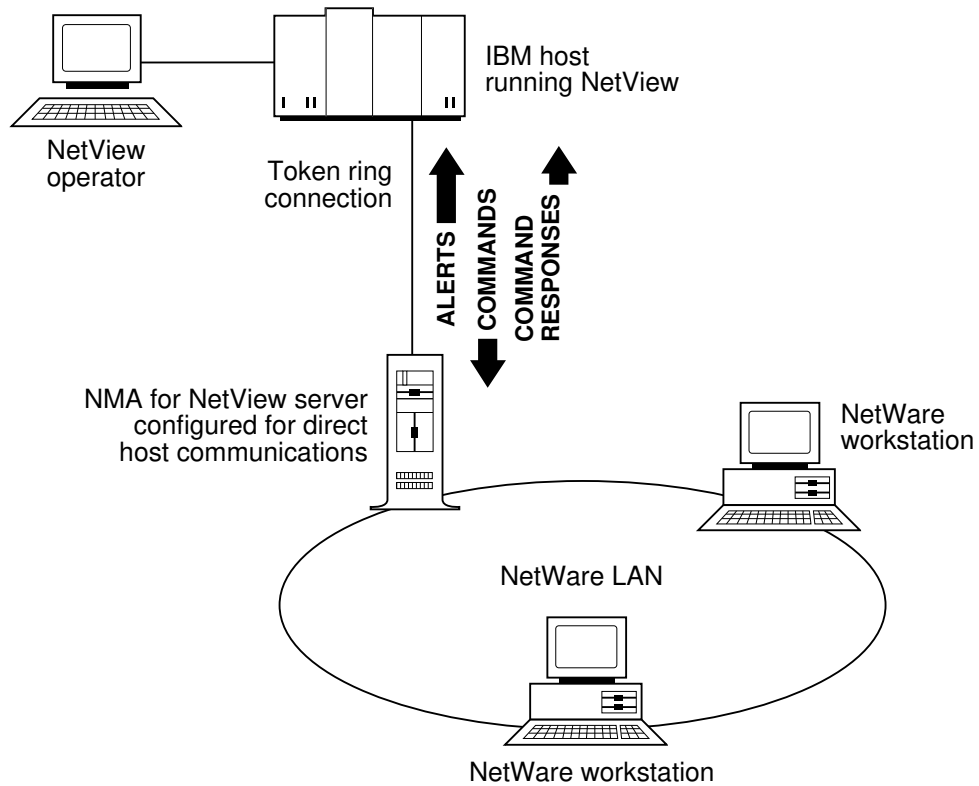 IBM host
running NetView
NetView
operator
Token ring
connection
ALERTS
COMMANDS
COMMAND
RESPONSES
NMA for NetView server
configured for direct
host communications
NetWare
workstation
NetWare LAN
NetWare workstation